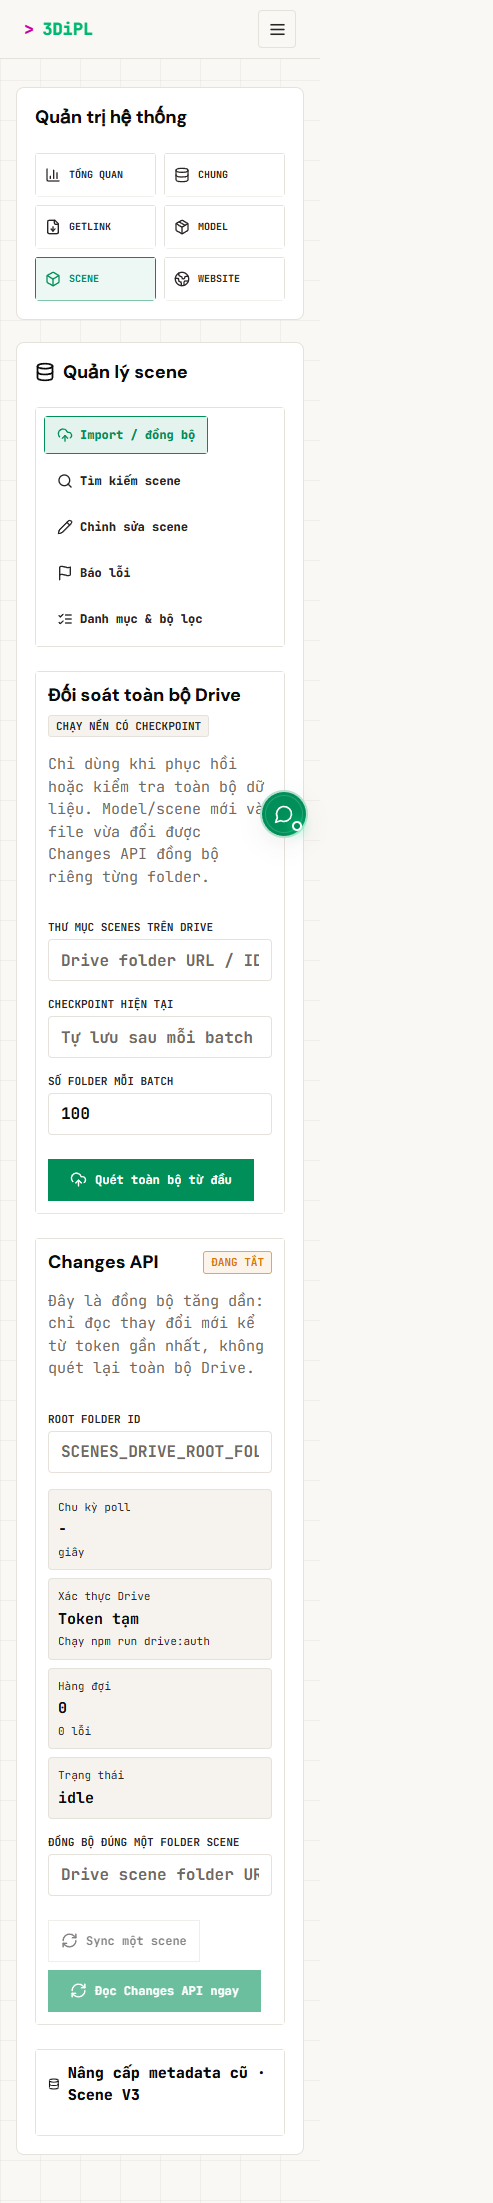 > 3DiPL
Quản trị hệ thống
TỔNG QUAN
CHUNG
GETLINK
MODEL
SCENE
WEBSITE
Quản lý scene
Import / đồng bộ
Tìm kiếm scene
Chỉnh sửa scene
Báo lỗi
Danh mục & bộ lọc
Đối soát toàn bộ Drive
CHẠY NỀN CÓ CHECKPOINT
Chỉ dùng khi phục hồi
hoặc kiểm tra toàn bộ dữ
liệu. Model/scene mới và
file vừa đổi được
Changes API đồng bộ
riêng từng folder.
THƯ MỤC SCENES TRÊN DRIVE
Drive folder URL / ID
CHECKPOINT HIỆN TẠI
Tự lưu sau mỗi batch
SỐ FOLDER MỖI BATCH
100
Quét toàn bộ từ đầu
Changes API
ĐANG TẮT
Đây là đồng bộ tăng dần:
chỉ đọc thay đổi mới kể
từ token gần nhất, không
quét lại toàn bộ Drive.
ROOT FOLDER ID
SCENES_DRIVE_ROOT_FOL
Chu kỳ poll
-
giây
Xác thực Drive
Token tạm
Chạy npm run drive:auth
Hàng đợi
0
0 lỗi
Trạng thái
idle
ĐỒNG BỘ ĐÚNG MỘT FOLDER SCENE
Drive scene folder UR
Sync một scene
Đọc Changes API ngay
Nâng cấp metadata cũ ·
Scene V3